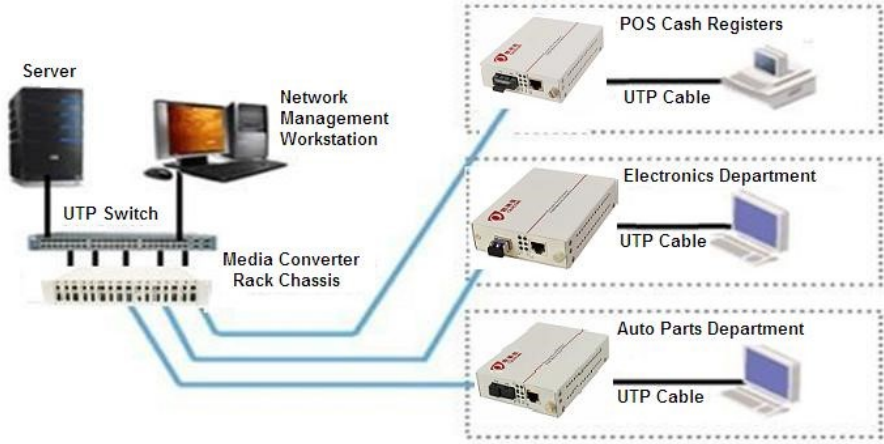 Server
Network
Management
Workstation
UTP Switch
Media Converter
Rack Chassis
POS Cash Registers
UTP Cable
Electronics Department
UTP Cable
Auto Parts Department
UTP Cable